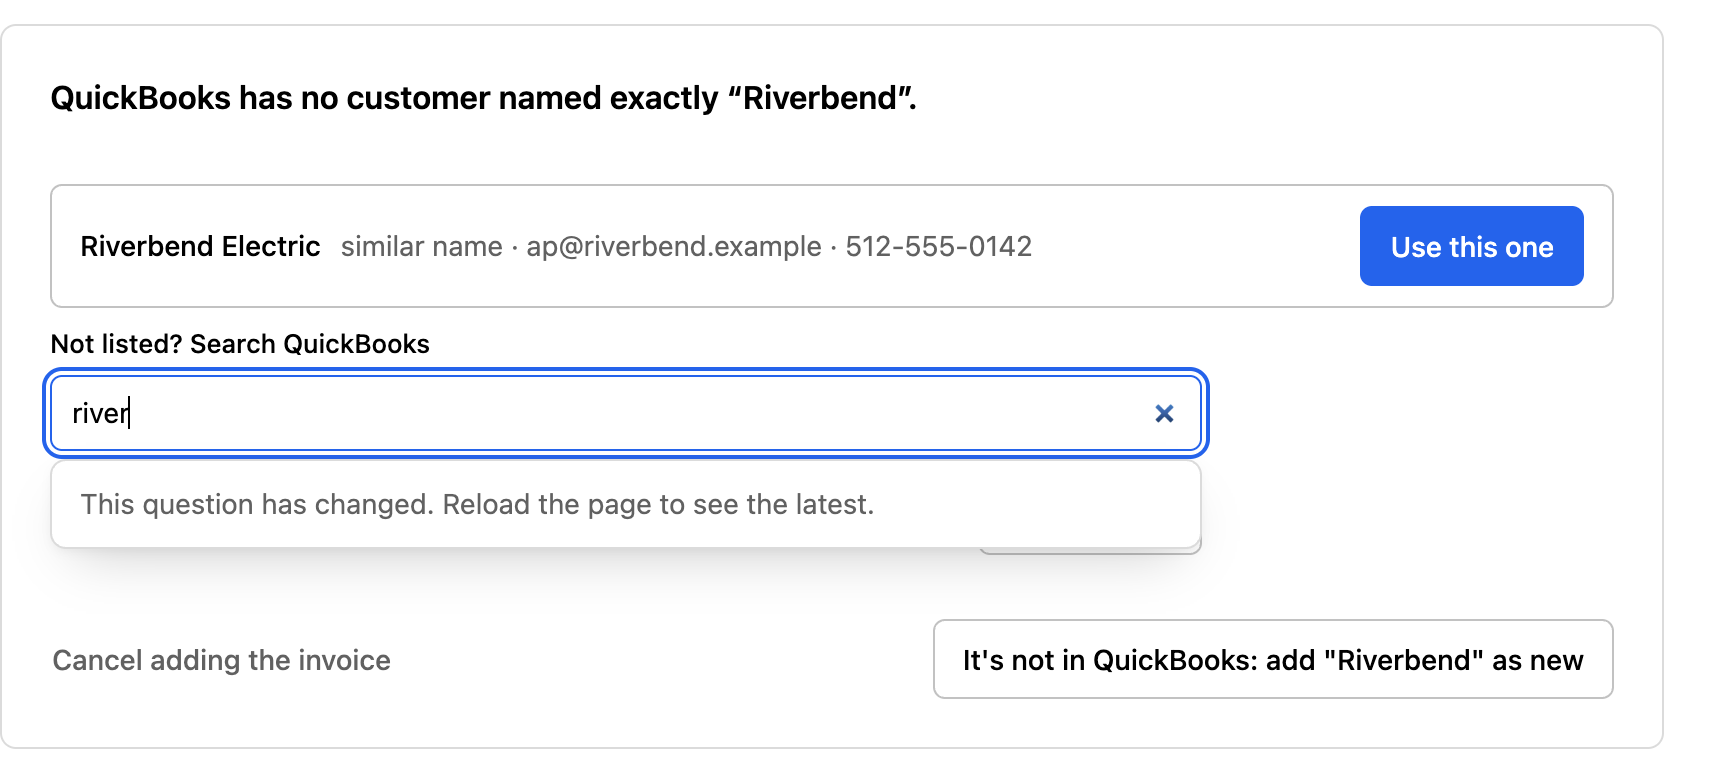 QuickBooks has no customer named exactly “Riverbend”.
Riverbend Electric similar name · ap@riverbend.example · 512-555-0142
Use this one
Not listed? Search QuickBooks
river
This question has changed. Reload the page to see the latest.
Cancel adding the invoice
It's not in QuickBooks: add "Riverbend" as new